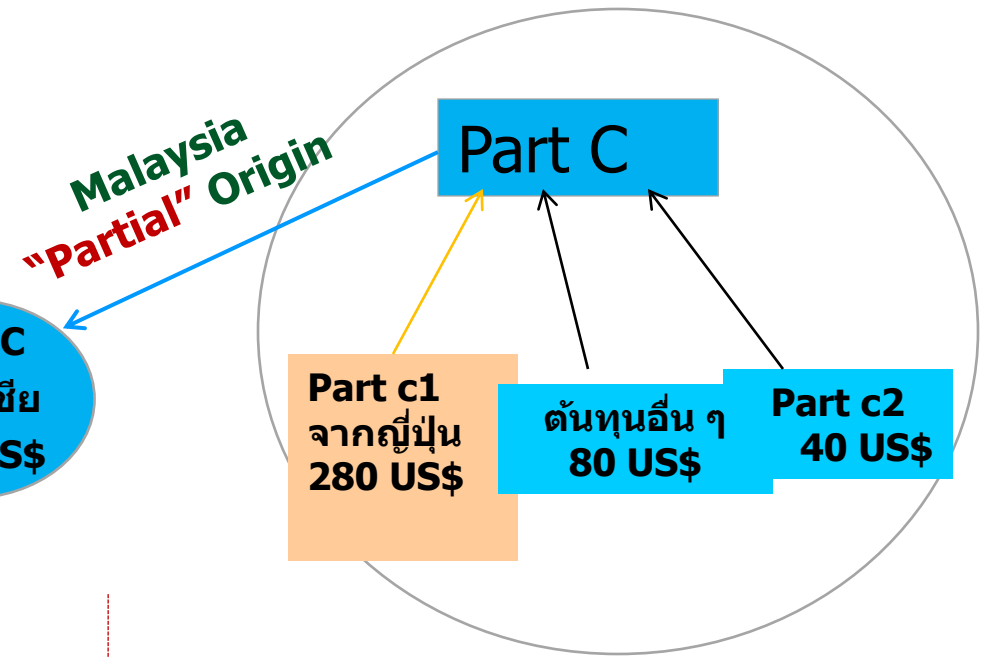 Malaysia
“Partial” Origin
Part C
C
ชีย
S$
Part c1
จากญี่ปุ่น
280 US$
ต้นทุนอื่น ๆ
80 US$
Part c2
40 US$